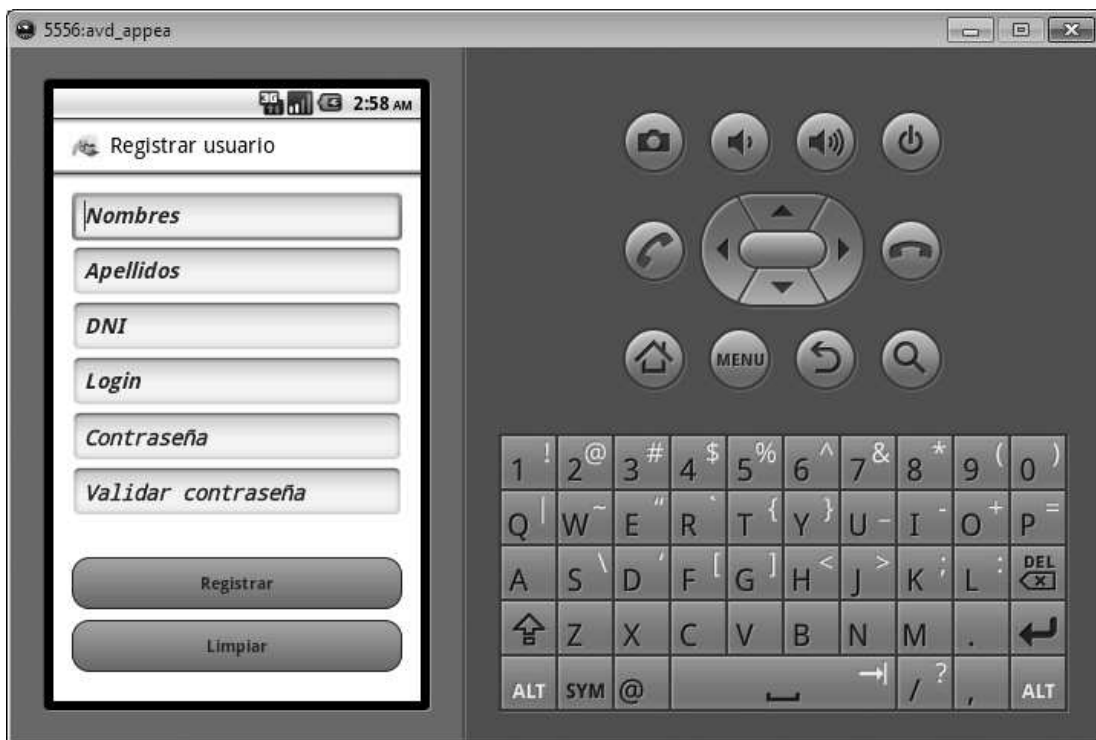 5556:avd_appea
3G 2:58 AM
Registrar usuario
Nombres
Apellidos
DNI
Login
Contraseña
Validar contraseña
Registrar
Limpiar
MENU
1 ! 2 @ 3 # 4 $ 5 % 6 ^ 7 & 8 * 9 ( 0 )
Q | W ~ E " R ` T { Y } U _ I - O + P =
A S \ D ' F [ G ] H < J > K ; L : DEL
Z X C V B N M .
ALT SYM @ / ? , ALT